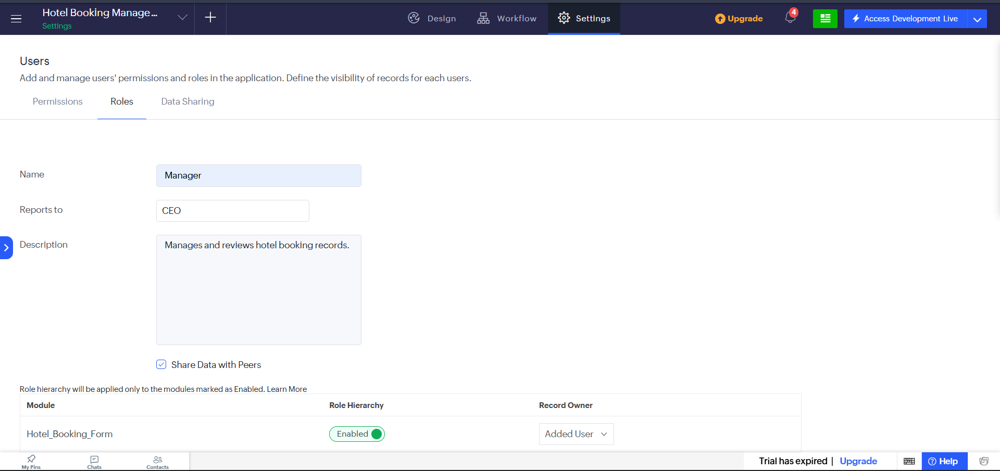 Hotel Booking Manage...
Settings
Design
Workflow
Settings
Upgrade
4
Access Development Live
Users
Add and manage users' permissions and roles in the application. Define the visibility of records for each users.
Permissions
Roles
Data Sharing
Name
Manager
Reports to
CEO
Description
Manages and reviews hotel booking records.
Share Data with Peers
Role hierarchy will be applied only to the modules marked as Enabled. Learn More
Module
Role Hierarchy
Record Owner
Hotel_Booking_Form
Enabled
Added User
My Pins
Chats
Contacts
Trial has expired | Upgrade
Help